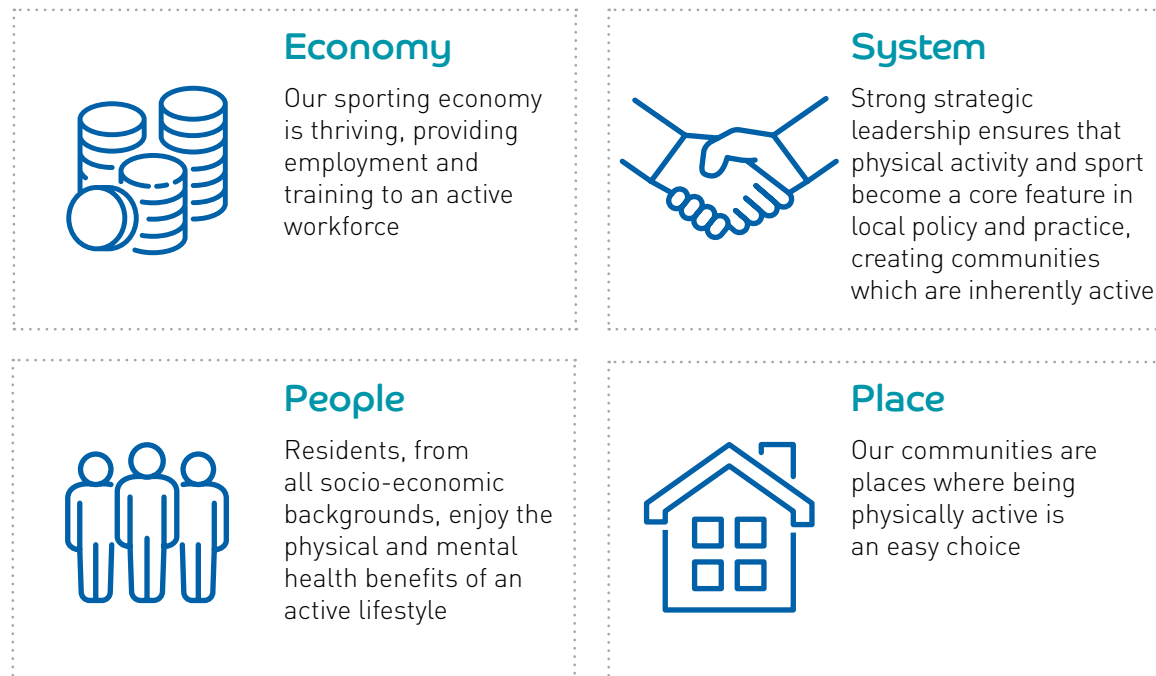 Economy
Our sporting economy
is thriving, providing
employment and
training to an active
workforce
System
Strong strategic
leadership ensures that
physical activity and sport
become a core feature in
local policy and practice,
creating communities
which are inherently active
People
Residents, from
all socio-economic
backgrounds, enjoy the
physical and mental
health benefits of an
active lifestyle
Place
Our communities are
places where being
physically active is
an easy choice